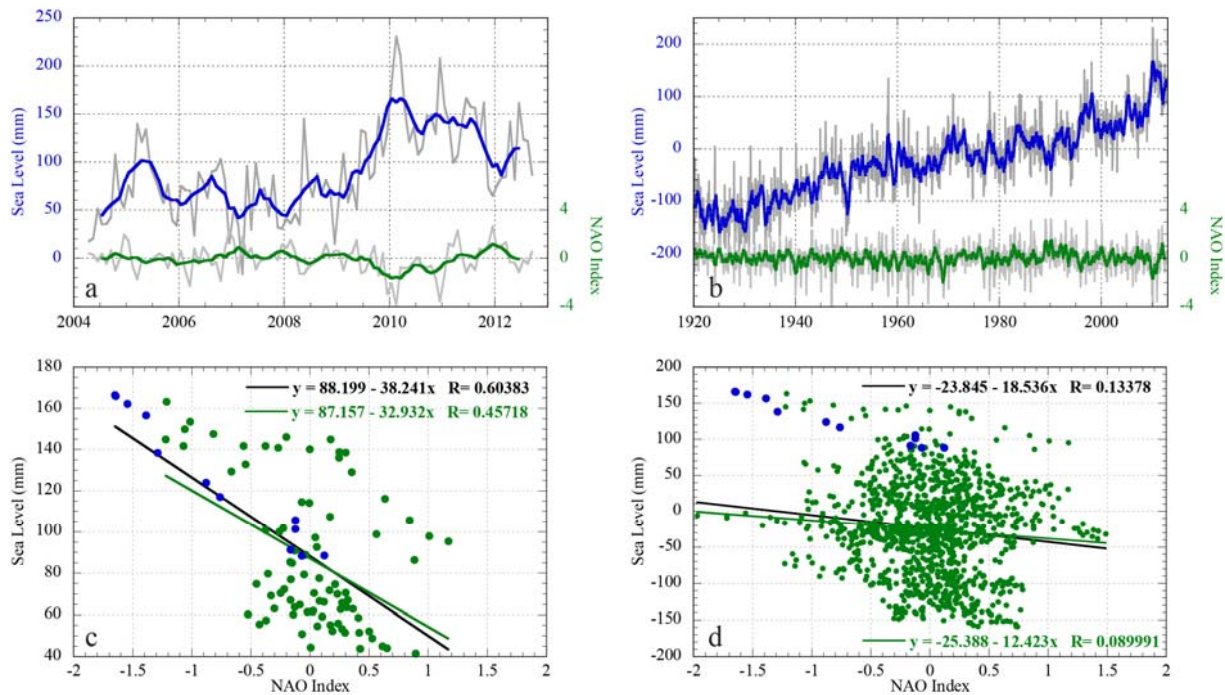 250
200
150
100
50
0
Sea Level (mm)
4
0
-4
NAO Index
a
2004 2006 2008 2010 2012
200
100
0
-100
-200
Sea Level (mm)
4
0
-4
NAO Index
b
1920 1940 1960 1980 2000
180
160
140
120
100
80
60
40
Sea Level (mm)
y = 88.199 - 38.241x R= 0.60383
y = 87.157 - 32.932x R= 0.45718
c
-2 -1.5 -1 -0.5 0 0.5 1 1.5 2
NAO Index
200
150
100
50
0
-50
-100
-150
-200
Sea Level (mm)
y = -23.845 - 18.536x R= 0.13378
y = -25.388 - 12.423x R= 0.089991
d
-2 -1.5 -1 -0.5 0 0.5 1 1.5 2
NAO Index